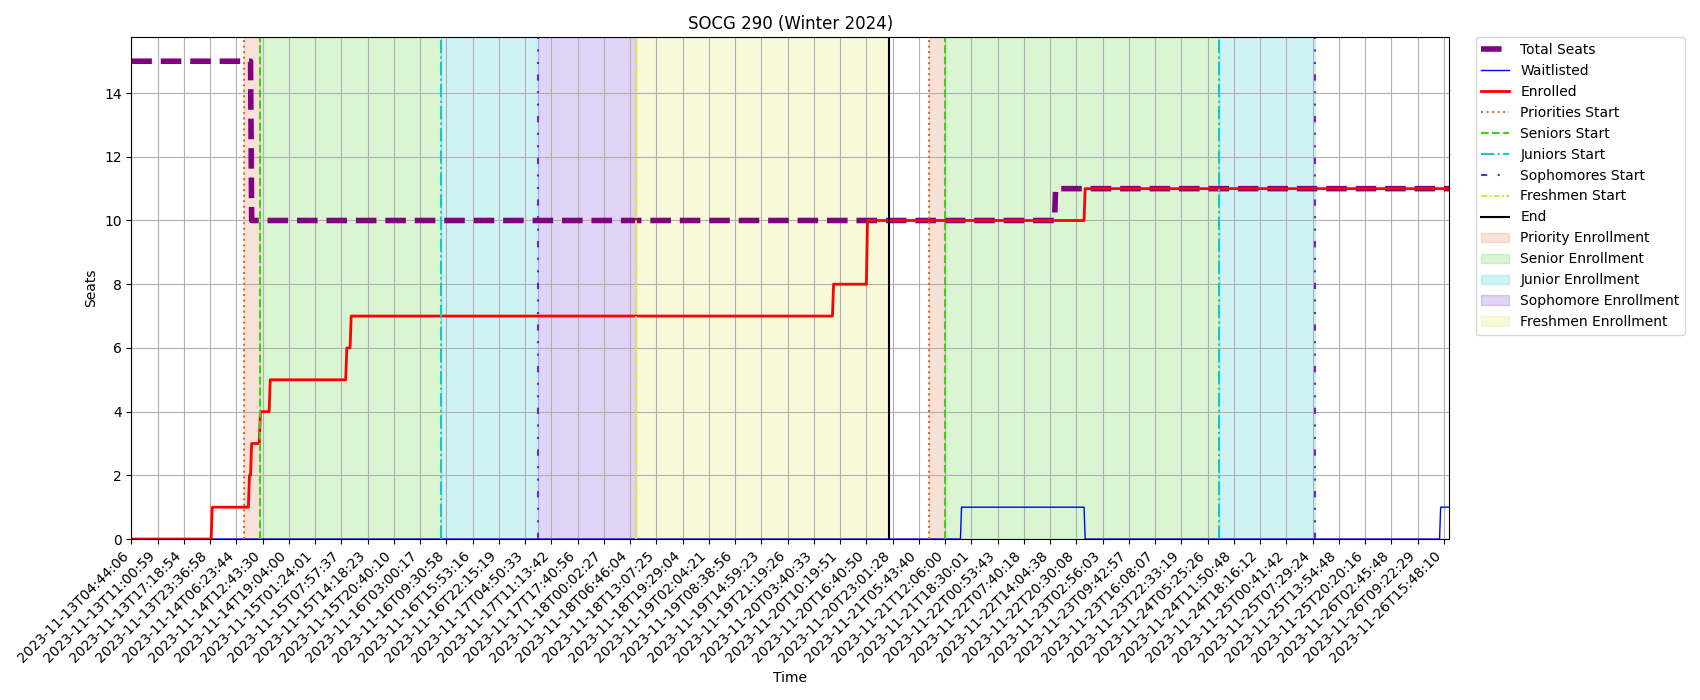 SOCG 290 (Winter 2024)
Seats
14
12
10
8
6
4
2
0
2023-11-13T04:44:06
2023-11-13T11:00:59
2023-11-13T17:18:54
2023-11-13T23:36:58
2023-11-14T06:23:44
2023-11-14T12:43:30
2023-11-14T19:04:00
2023-11-15T01:24:01
2023-11-15T07:57:37
2023-11-15T14:18:23
2023-11-15T20:40:10
2023-11-16T03:00:17
2023-11-16T09:30:58
2023-11-16T15:53:16
2023-11-16T22:15:19
2023-11-17T04:50:33
2023-11-17T11:13:42
2023-11-17T17:40:56
2023-11-18T00:02:27
2023-11-18T06:46:04
2023-11-18T13:07:25
2023-11-18T19:29:04
2023-11-19T02:04:21
2023-11-19T08:38:56
2023-11-19T14:59:23
2023-11-19T21:19:26
2023-11-20T03:40:33
2023-11-20T10:19:51
2023-11-20T16:40:50
2023-11-20T23:01:28
2023-11-21T05:43:40
2023-11-21T12:06:00
2023-11-21T18:30:01
2023-11-22T00:53:43
2023-11-22T07:40:18
2023-11-22T14:04:38
2023-11-22T20:30:08
2023-11-23T02:56:03
2023-11-23T09:42:57
2023-11-23T16:08:07
2023-11-23T22:33:19
2023-11-24T05:25:26
2023-11-24T11:50:48
2023-11-24T18:16:12
2023-11-25T00:41:42
2023-11-25T07:29:24
2023-11-25T13:54:48
2023-11-25T20:20:16
2023-11-26T02:45:48
2023-11-26T09:22:29
2023-11-26T15:48:10
Time
Total Seats
Waitlisted
Enrolled
Priorities Start
Seniors Start
Juniors Start
Sophomores Start
Freshmen Start
End
Priority Enrollment
Senior Enrollment
Junior Enrollment
Sophomore Enrollment
Freshmen Enrollment